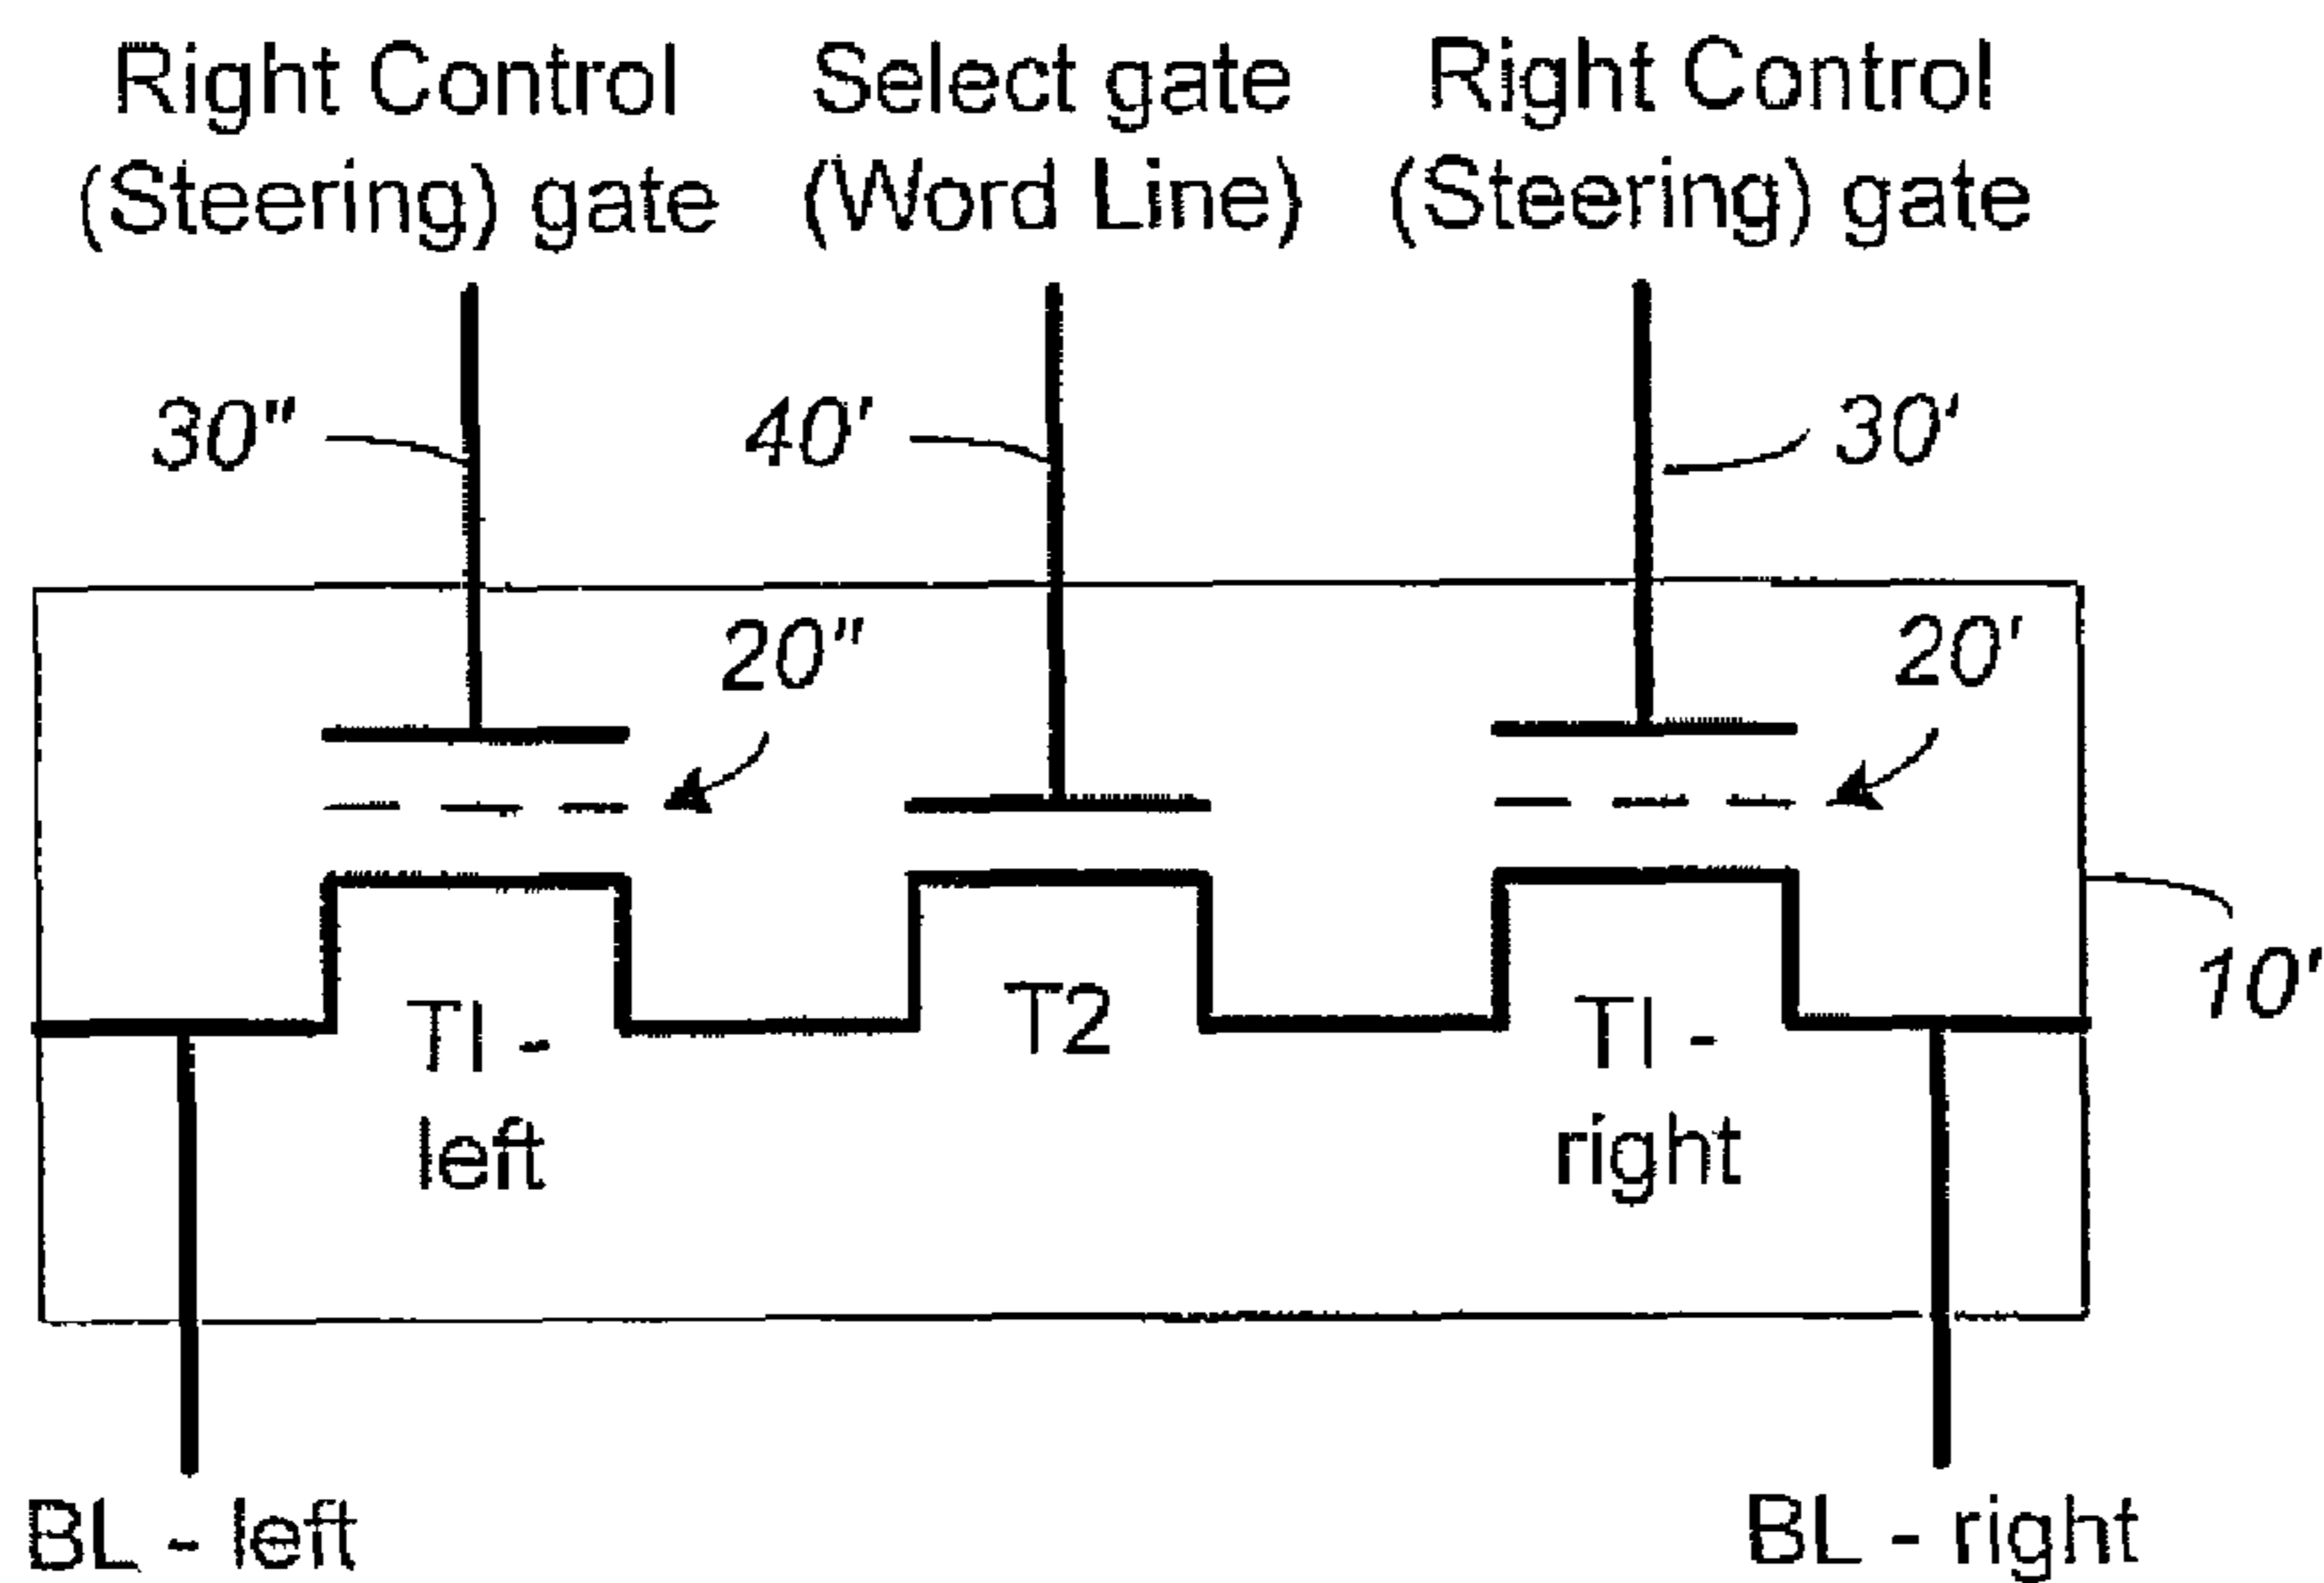 Right Control
(Steering) gate
Select gate
(Word Line)
Right Control
(Steering) gate
30"
40'
30'
20"
20'
10'
TI -
left
T2
TI -
right
BL - left
BL - right